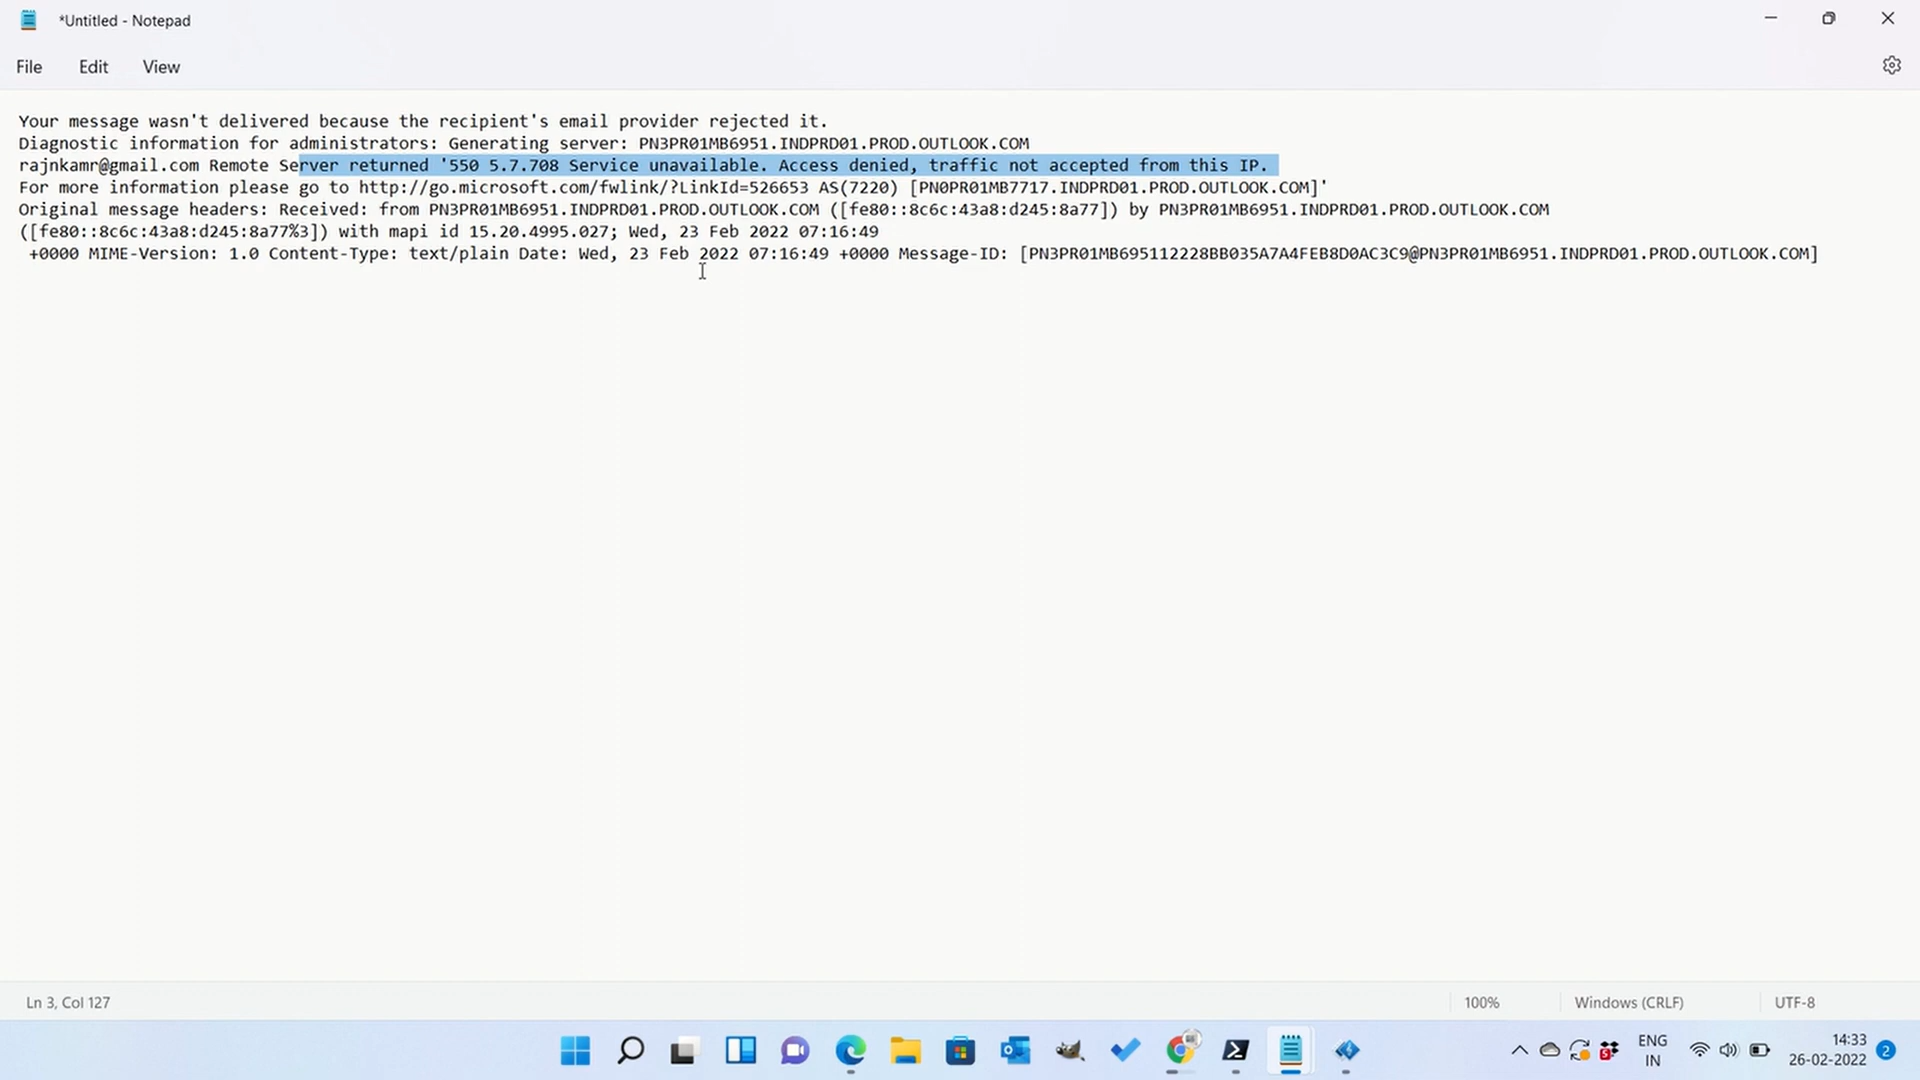 *Untitled - Notepad
File Edit View
Your message wasn't delivered because the recipient's email provider rejected it.
Diagnostic information for administrators: Generating server: PN3PR01MB6951.INDPRD01.PROD.OUTLOOK.COM
rajnkamr@gmail.com Remote Server returned '550 5.7.708 Service unavailable. Access denied, traffic not accepted from this IP.
For more information please go to http://go.microsoft.com/fwlink/?LinkId=526653 AS(7220) [PN0PR01MB7717.INDPRD01.PROD.OUTLOOK.COM]'
Original message headers: Received: from PN3PR01MB6951.INDPRD01.PROD.OUTLOOK.COM ([fe80::8c6c:43a8:d245:8a77]) by PN3PR01MB6951.INDPRD01.PROD.OUTLOOK.COM
([fe80::8c6c:43a8:d245:8a77%3]) with mapi id 15.20.4995.027; Wed, 23 Feb 2022 07:16:49
+0000 MIME-Version: 1.0 Content-Type: text/plain Date: Wed, 23 Feb 2022 07:16:49 +0000 Message-ID: [PN3PR01MB695112228BB035A7A4FEB8D0AC3C9@PN3PR01MB6951.INDPRD01.PROD.OUTLOOK.COM]
Ln 3, Col 127 100% Windows (CRLF) UTF-8
ENG 14:33
IN 26-02-2022 2